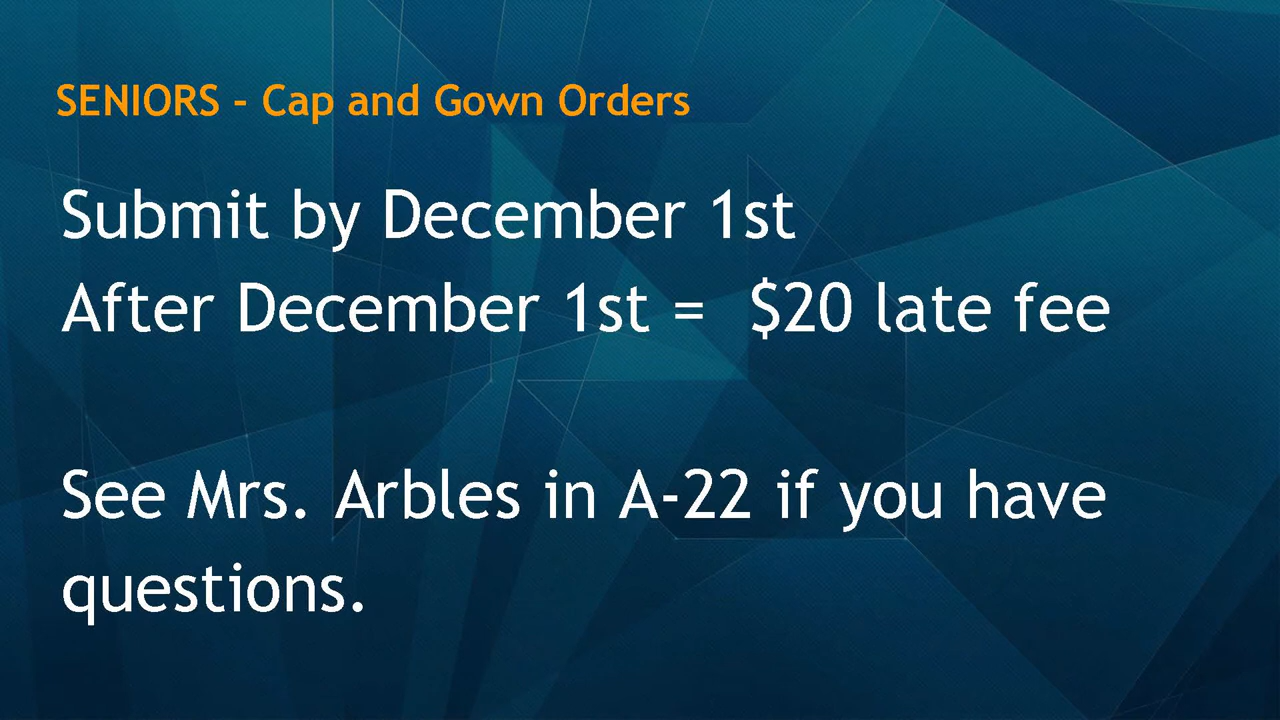 SENIORS - Cap and Gown Orders
Submit by December 1st
After December 1st = $20 late fee
See Mrs. Arbles in A-22 if you have
questions.